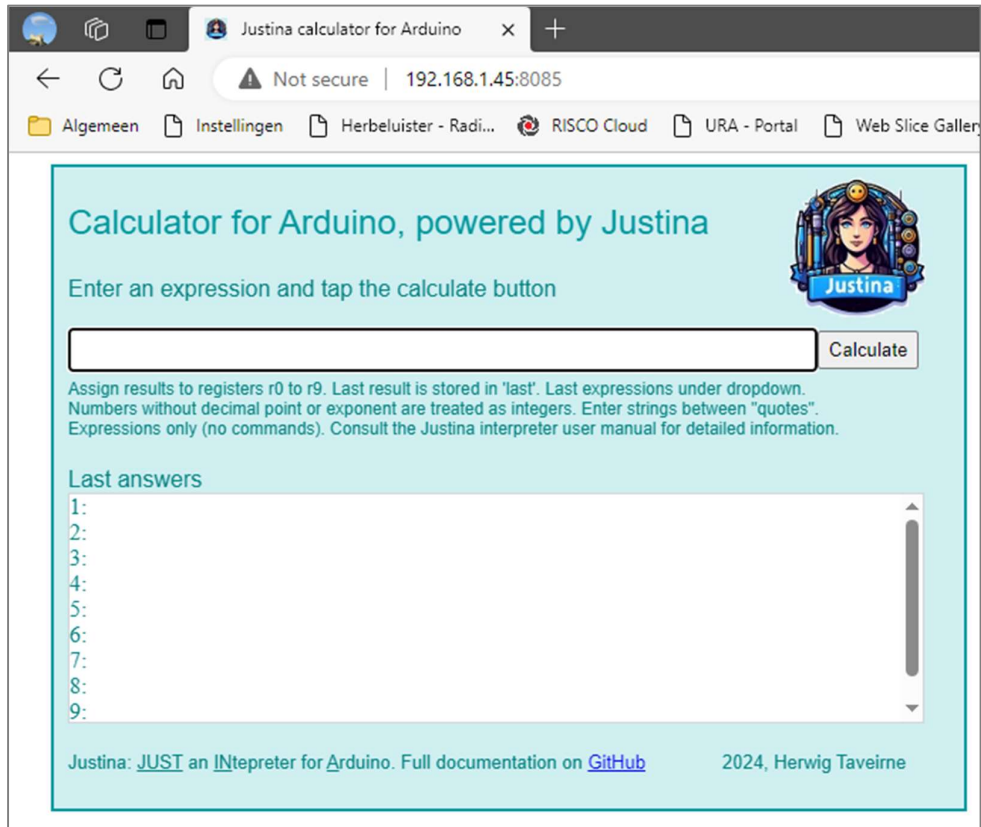 Justina calculator for Arduino
Not secure | 192.168.1.45:8085
Algemeen Instellingen Herbeluister - Radi... RISCO Cloud URA - Portal Web Slice Galler
Calculator for Arduino, powered by Justina
Justina
Enter an expression and tap the calculate button
Calculate
Assign results to registers r0 to r9. Last result is stored in 'last'. Last expressions under dropdown.
Numbers without decimal point or exponent are treated as integers. Enter strings between "quotes".
Expressions only (no commands). Consult the Justina interpreter user manual for detailed information.
Last answers
1:
2:
3:
4:
5:
6:
7:
8:
9:
Justina: JUST an INtepreter for Arduino. Full documentation on GitHub 2024, Herwig Taveirne